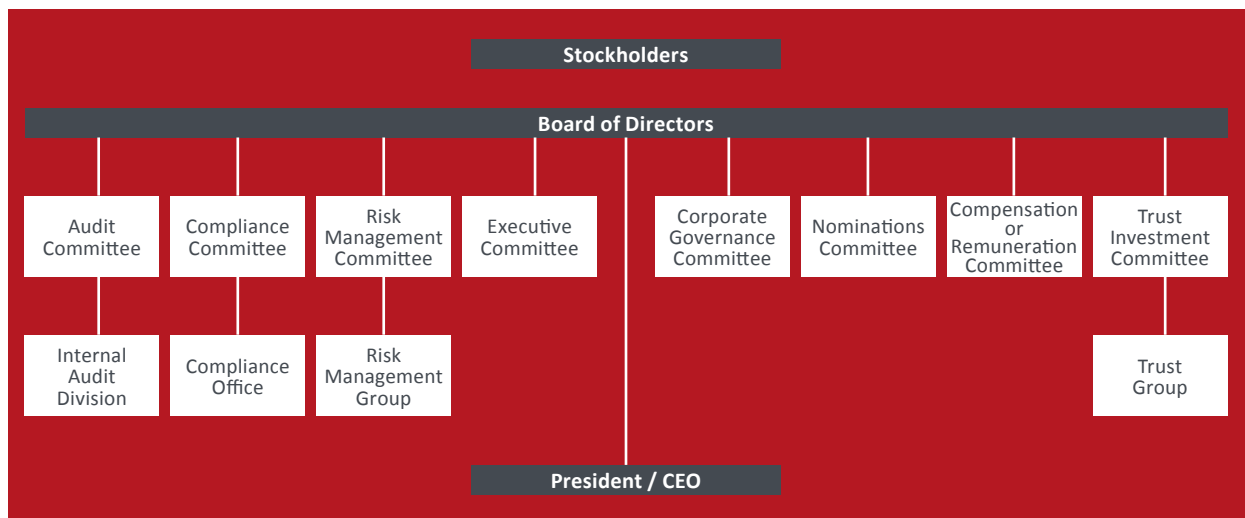 Stockholders
Board of Directors
Audit
Committee
Compliance
Committee
Risk
Management
Committee
Executive
Committee
Corporate
Governance
Committee
Nominations
Committee
Compensation
or
Remuneration
Committee
Trust
Investment
Committee
Internal
Audit
Division
Compliance
Office
Risk
Management
Group
Trust
Group
President / CEO